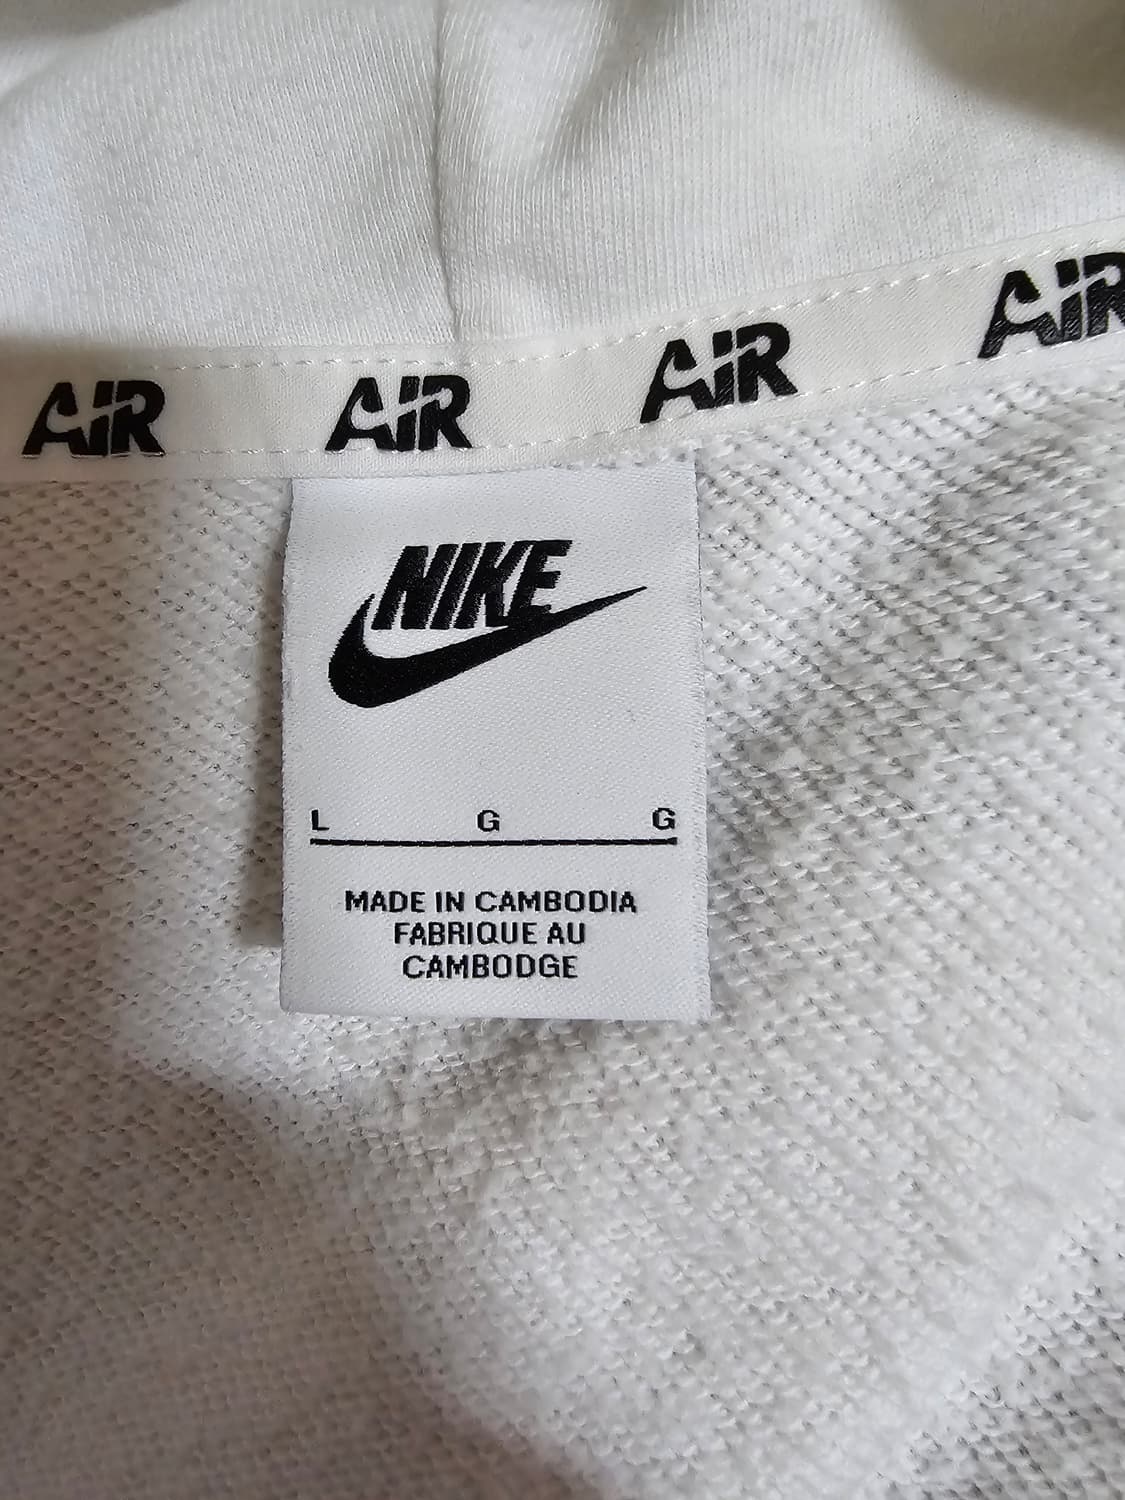 AIR AIR AIR AIR
NIKE
L G G
MADE IN CAMBODIA
FABRIQUE AU
CAMBODGE